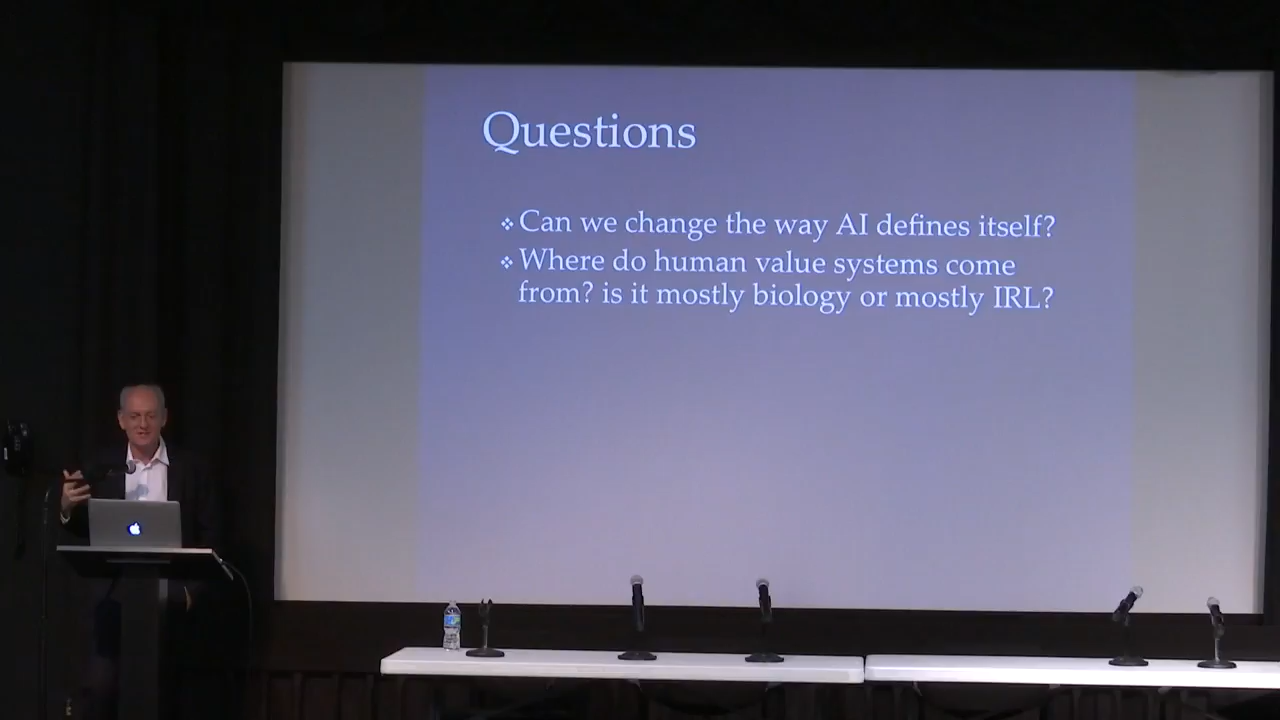 Questions
❖ Can we change the way AI defines itself?
❖ Where do human value systems come
from? is it mostly biology or mostly IRL?